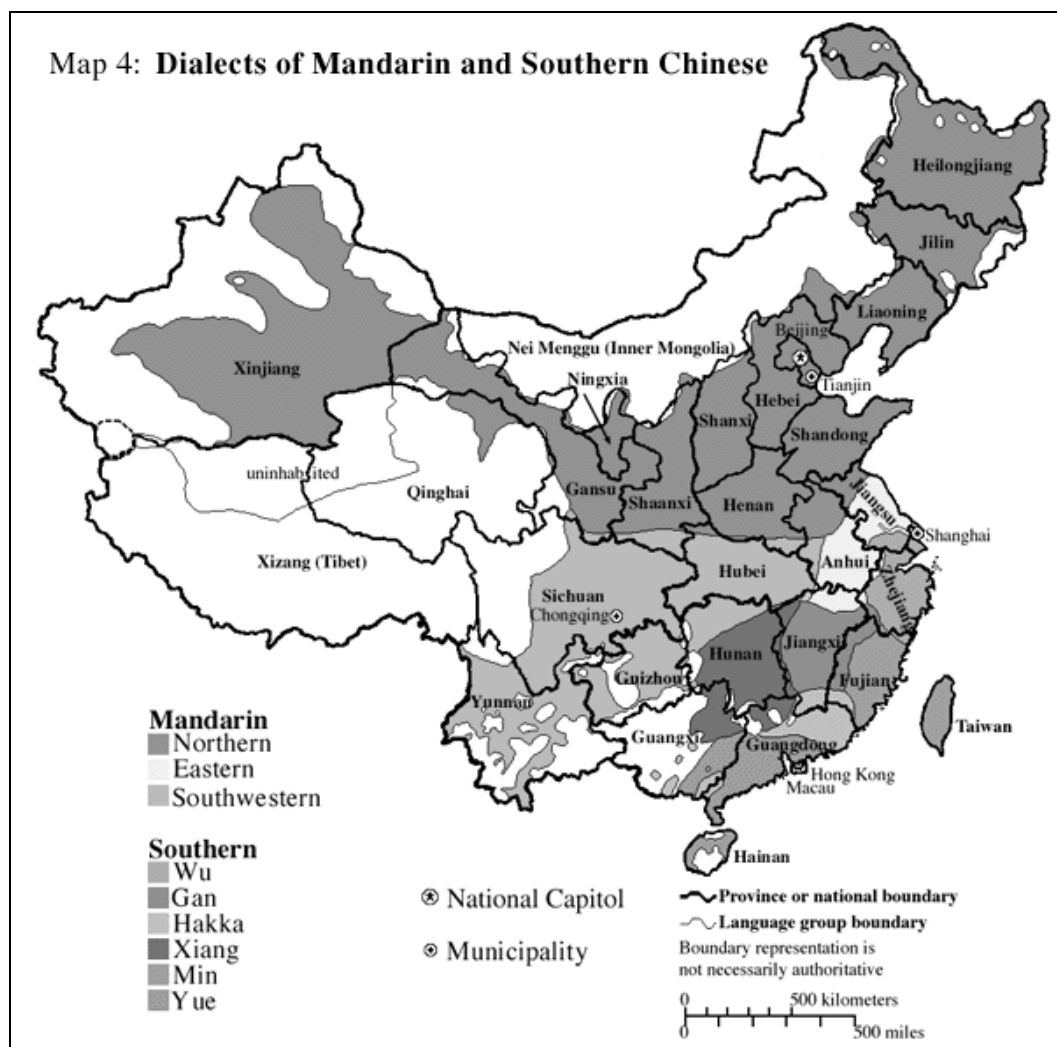 Map 4: Dialects of Mandarin and Southern Chinese
Heilongjiang
Jilin
Liaoning
Beijing
Nei Menggu (Inner Mongolia)
Ningxia
Tianjin
Xinjiang
Hebei
Shanxi
Shandong
uninhabited
Qinghai
Gansu
Shaanxi
Henan
Jiangsu
Shanghai
Xizang (Tibet)
Anhui
Hubei
Sichuan
Chongqing
Zhejiang
Hunan
Jiangxi
Guizhou
Fujian
Yunnan
Taiwan
Guangxi
Guangdong
Hong Kong
Macau
Hainan
Mandarin
Northern
Eastern
Southwestern
Southern
Wu
Gan
Hakka
Xiang
Min
Yue
National Capitol
Municipality
Province or national boundary
Language group boundary
Boundary representation is
not necessarily authoritative
0 500 kilometers
0 500 miles